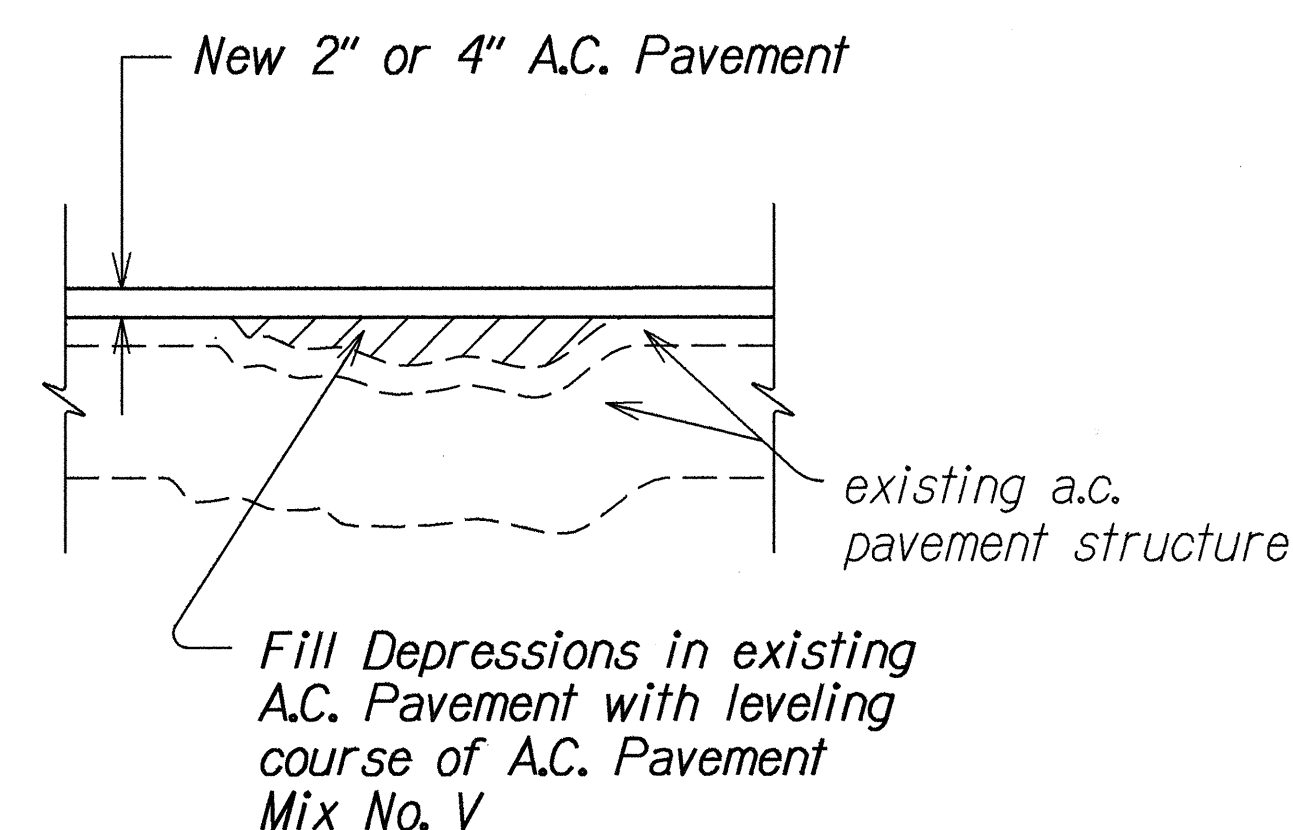 New 2" or 4" A.C. Pavement
existing a.c.
pavement structure
Fill Depressions in existing
A.C. Pavement with leveling
course of A.C. Pavement
Mix No. V